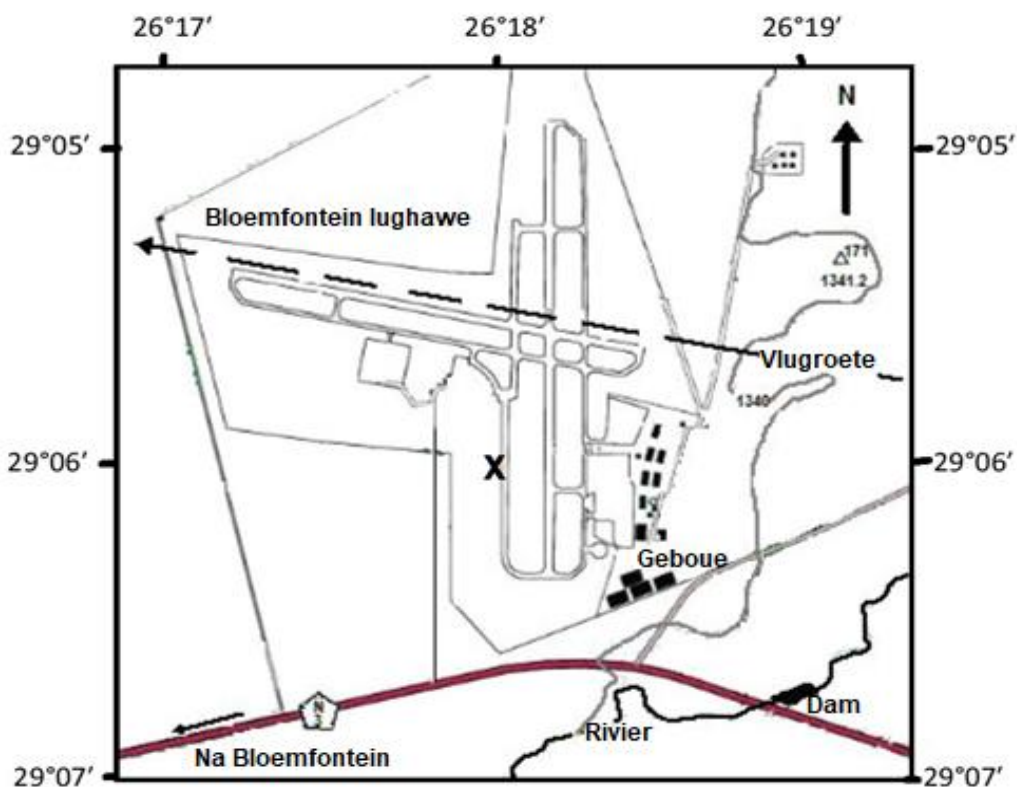 26°17′ 26°18′ 26°19′
N
29°05′ 29°05′
Bloemfontein lughawe
171
1341.2
Vlugroete
1340
29°06′ X 29°06′
Geboue
N
Dam
Rivier
Na Bloemfontein
29°07′ 29°07′